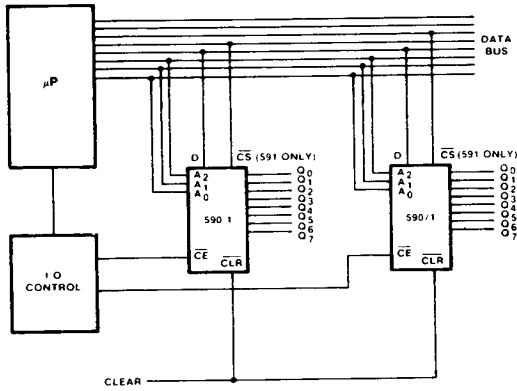 μP
DATA
BUS
D
CS (591 ONLY)
A2
A1
A0
590 1
CE
CLR
Q0
Q1
Q2
Q3
Q4
Q5
Q6
Q7
D
CS (591 ONLY)
A2
A1
A0
590/1
CE
CLR
Q0
Q1
Q2
Q3
Q4
Q5
Q6
Q7
I O
CONTROL
CLEAR